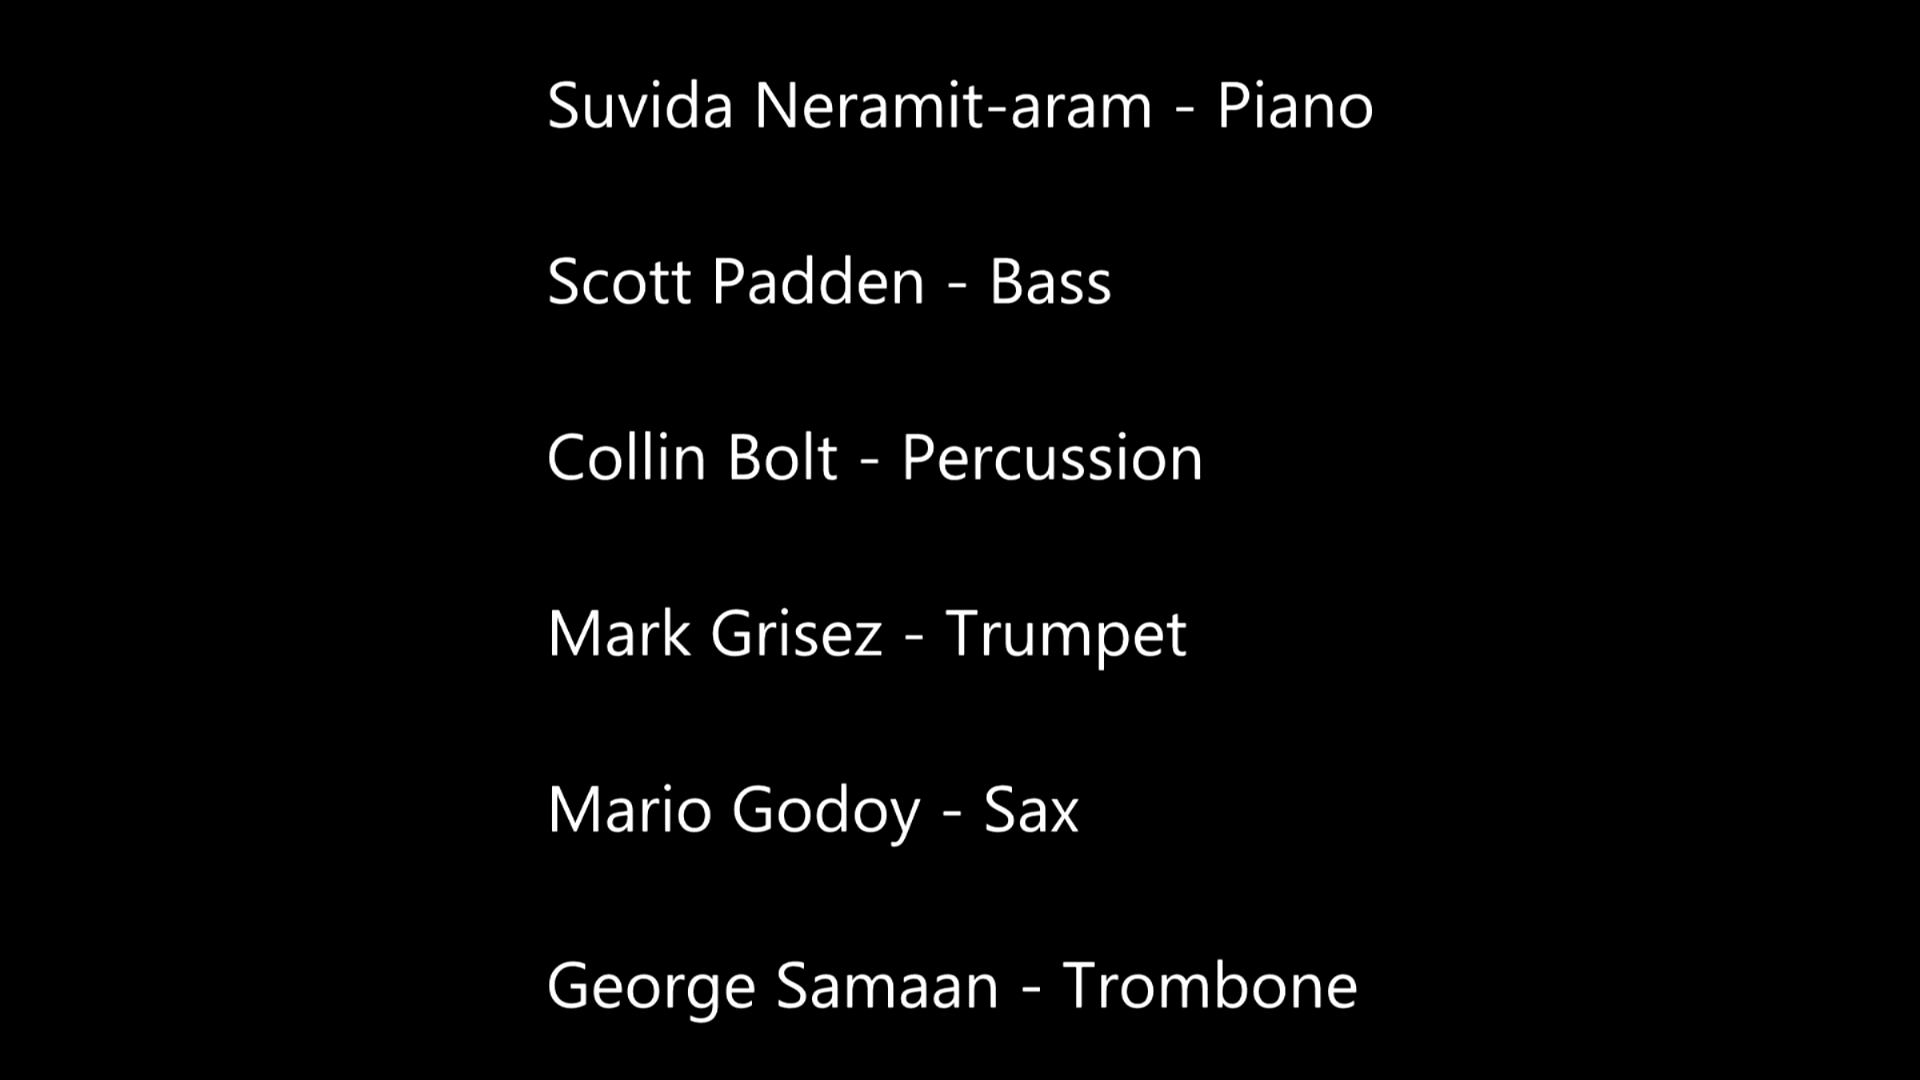 Suvida Neramit-aram - Piano
Scott Padden - Bass
Collin Bolt - Percussion
Mark Grisez - Trumpet
Mario Godoy - Sax
George Samaan - Trombone